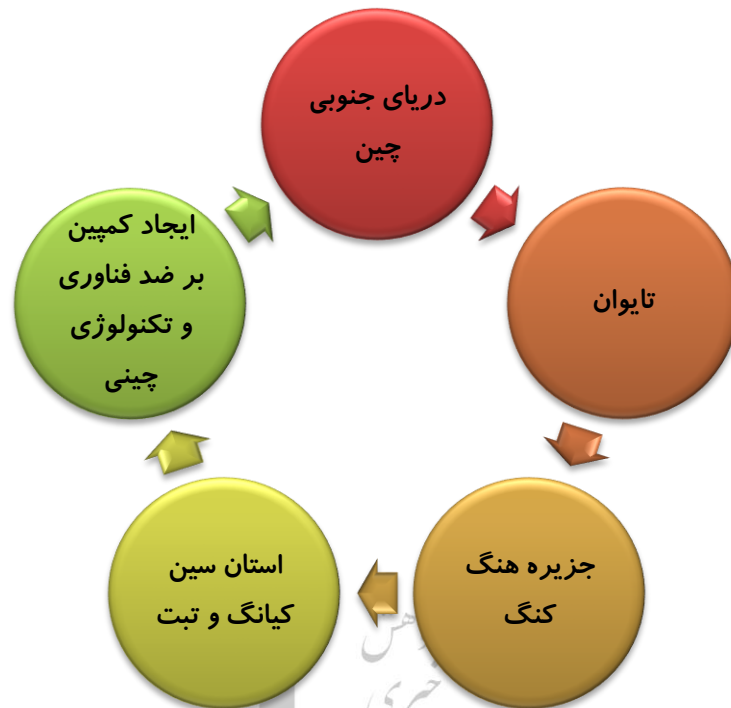 دریای جنوبی
چین
تایوان
جزیره هنگ
کنگ
استان سین
کیانگ و تبت
ایجاد کمپین
بر ضد فناوری
و تکنولوژی
چینی